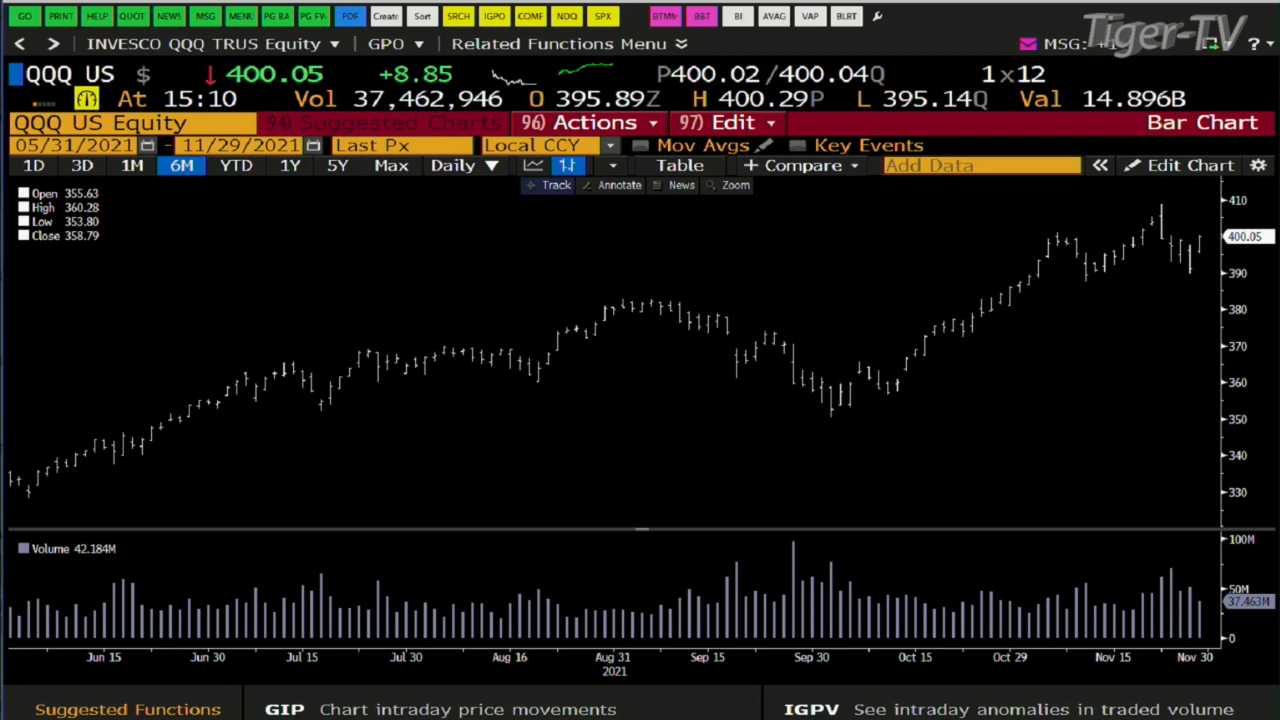 GO PRINT HELP QUOT NEWS MSG MENU PG BA PG FW PDF Create Sort SRCH IGPO COMP NDQ SPX BTMM BBT BI AVAG VAP BLRT
Tiger-TV
< > INVESCO QQQ TRUS Equity GPO Related Functions Menu MSG: ?
QQQ US $ ↓ 400.05 +8.85 P400.02 /400.04Q 1x12
At 15:10 Vol 37,462,946 O 395.89Z H 400.29P L 395.14Q Val 14.896B
QQQ US Equity 94) Suggested Charts 96) Actions 97) Edit Bar Chart
05/31/2021 - 11/29/2021 Last Px Local CCY Mov Avgs Key Events
1D 3D 1M 6M YTD 1Y 5Y Max Daily ▼ Table + Compare Add Data « Edit Chart
Track Annotate News Zoom
Open 355.63
High 360.28
Low 353.80
Close 358.79
410
400.05
390
380
370
360
350
340
330
Volume 42.184M
100M
50M
37.463M
0
Jun 15 Jun 30 Jul 15 Jul 30 Aug 16 Aug 31 Sep 15 Sep 30 Oct 15 Oct 29 Nov 15 Nov 30
2021
Suggested Functions GIP Chart intraday price movements IGPV See intraday anomalies in traded volume